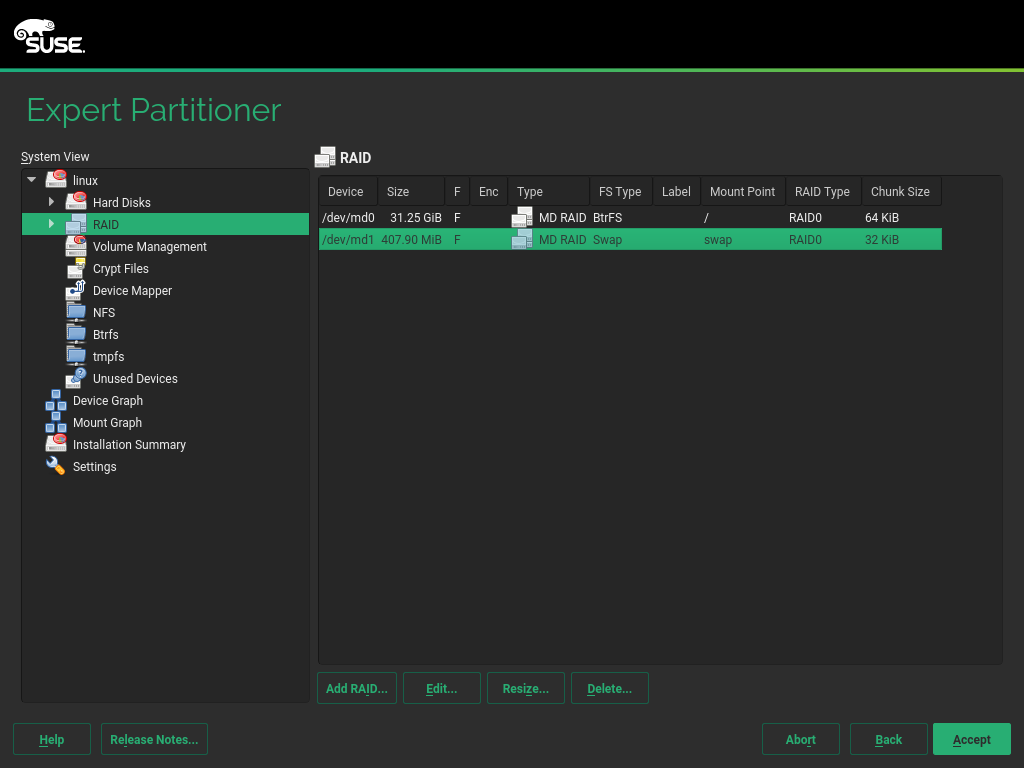 SUSE.
Expert Partitioner
System View
linux
Hard Disks
RAID
Volume Management
Crypt Files
Device Mapper
NFS
Btrfs
tmpfs
Unused Devices
Device Graph
Mount Graph
Installation Summary
Settings
RAID
Device Size F Enc Type FS Type Label Mount Point RAID Type Chunk Size
/dev/md0 31.25 GiB F MD RAID BtrFS / RAID0 64 KiB
/dev/md1 407.90 MiB F MD RAID Swap swap RAID0 32 KiB
Add RAID... Edit... Resize... Delete...
Help Release Notes... Abort Back Accept